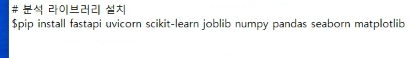 # 분석 라이브러리 설치
$pip install fastapi uvicorn scikit-learn joblib numpy pandas seaborn matplotlib